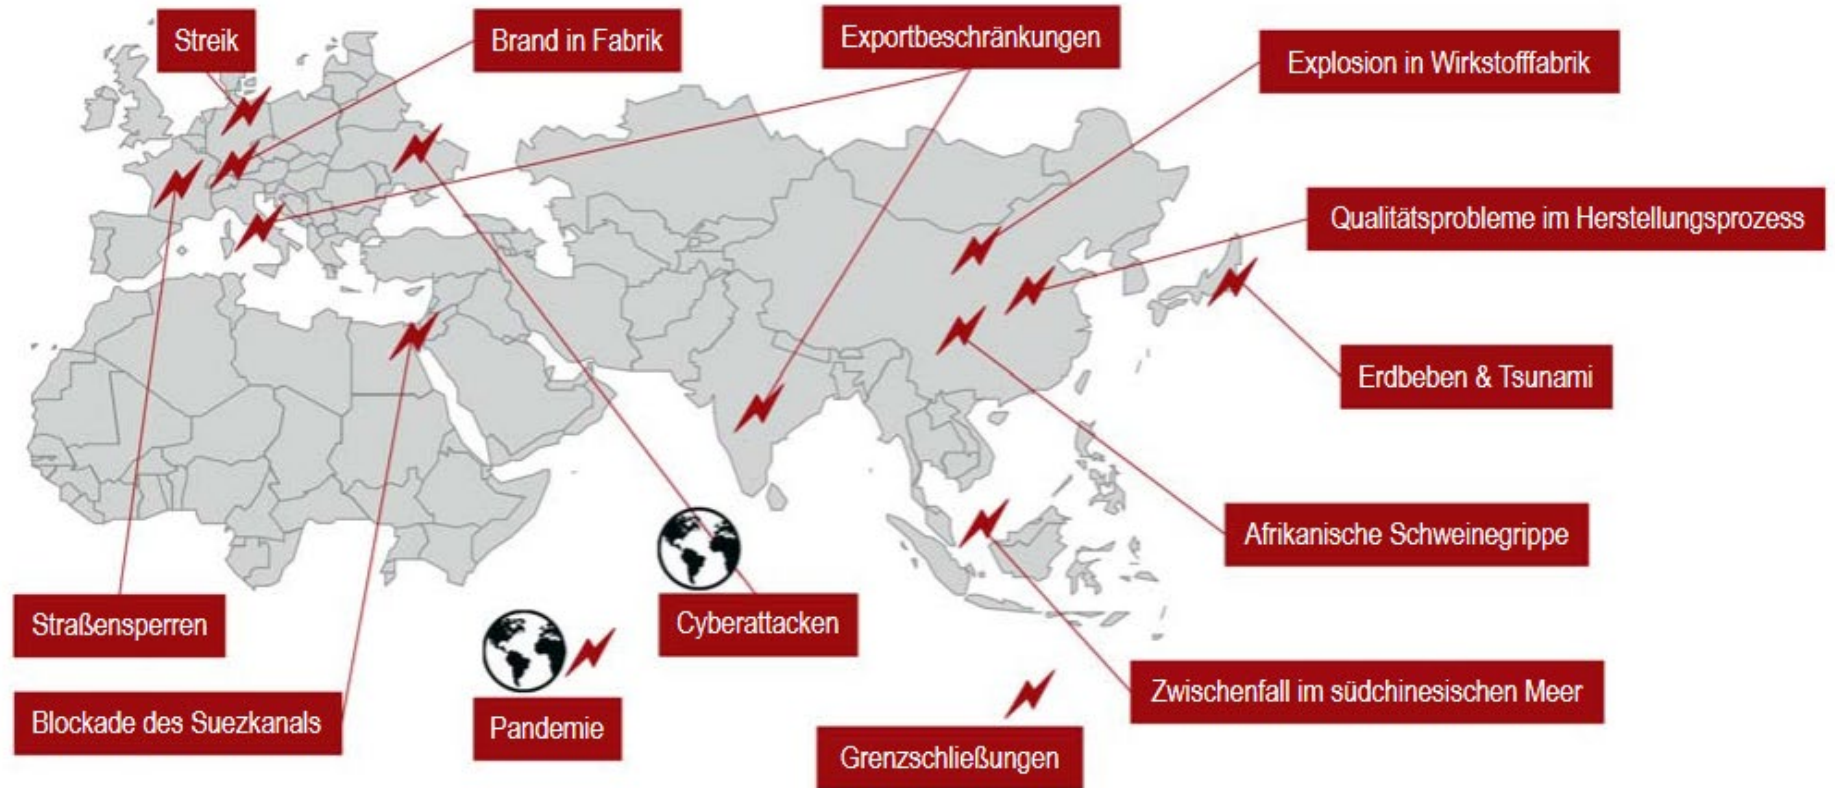 Streik
Brand in Fabrik
Exportbeschränkungen
Explosion in Wirkstofffabrik
Qualitätsprobleme im Herstellungsprozess
Erdbeben & Tsunami
Afrikanische Schweinegrippe
Straßensperren
Cyberattacken
Zwischenfall im südchinesischen Meer
Blockade des Suezkanals
Pandemie
Grenzschließungen